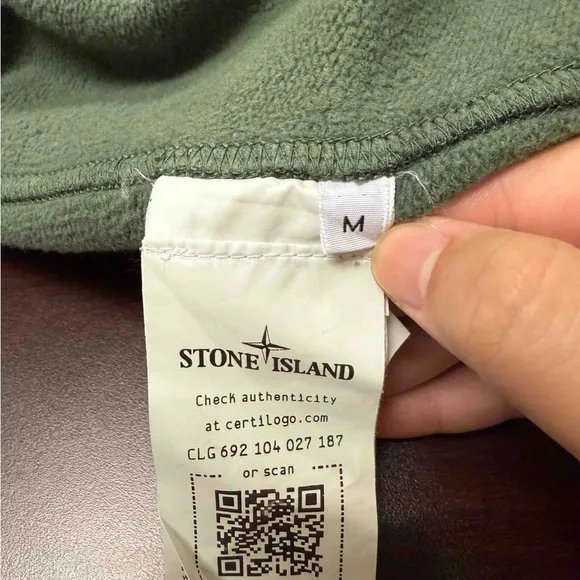 M
STONE ISLAND
Check authenticity
at certilogo.com
CLG 692 104 027 187
or scan